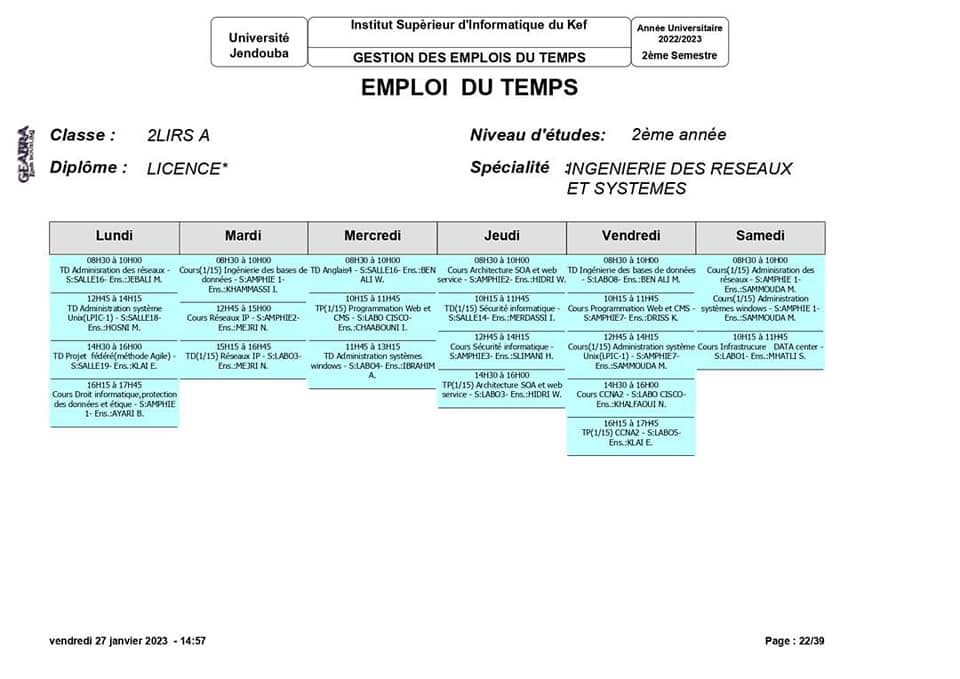 Université
Jendouba
Institut Supèrieur d'Informatique du Kef
GESTION DES EMPLOIS DU TEMPS
Année Universitaire
2022/2023
2ème Semestre
EMPLOI DU TEMPS
GEABRA
Classe : 2LIRS A
Niveau d'études: 2ème année
Diplôme : LICENCE*
Spécialité :INGENIERIE DES RESEAUX
ET SYSTEMES
Lundi
08H30 à 10H00
TD Adminisration des réseaux -
S:SALLE16- Ens.:JEBALI M.
12H45 à 14H15
TD Administration système
Unix(LPIC-1) - S:SALLE18-
Ens.:HOSNI M.
14H30 à 16H00
TD Projet fédéré(méthode Agile) -
S:SALLE19- Ens.:KLAI E.
16H15 à 17H45
Cours Droit informatique,protection
des données et étique - S:AMPHIE
1- Ens.:AYARI B.
Mardi
08H30 à 10H00
Cours(1/15) Ingénierie des bases de
données - S:AMPHIE 1-
Ens.:KHAMMASSI I.
12H45 à 15H00
Cours Réseaux IP - S:AMPHIE2-
Ens.:MEJRI N.
15H15 à 16H45
TD(1/15) Réseaux IP - S:LABO3-
Ens.:MEJRI N.
Mercredi
08H30 à 10H00
TD Anglais4 - S:SALLE16- Ens.:BEN
ALI W.
10H15 à 11H45
TP(1/15) Programmation Web et
CMS - S:LABO CISCO-
Ens.:CHAABOUNI I.
11H45 à 13H15
TD Administration systèmes
windows - S:LABO4- Ens.:IBRAHIM
A.
Jeudi
08H30 à 10H00
Cours Architecture SOA et web
service - S:AMPHIE2- Ens.:HIDRI W.
10H15 à 11H45
TD(1/15) Sécurité informatique -
S:SALLE14- Ens.:MERDASSI I.
12H45 à 14H15
Cours Sécurité informatique -
S:AMPHIE3- Ens.:SLIMANI H.
14H30 à 16H00
TP(1/15) Architecture SOA et web
service - S:LABO3- Ens.:HIDRI W.
Vendredi
08H30 à 10H00
TD Ingénierie des bases de données
- S:LABO8- Ens.:BEN ALI M.
10H15 à 11H45
Cours Programmation Web et CMS -
S:AMPHIE7- Ens.:DRISS K.
12H45 à 14H15
Cours(1/15) Administration système
Unix(LPIC-1) - S:AMPHIE7-
Ens.:SAMMOUDA M.
14H30 à 16H00
Cours CCNA2 - S:LABO CISCO-
Ens.:KHALFAOUI N.
16H15 à 17H45
TP(1/15) CCNA2 - S:LABO5-
Ens.:KLAI E.
Samedi
08H30 à 10H00
Cours(1/15) Adminisration des
réseaux - S:AMPHIE 1-
Ens.:SAMMOUDA M.
Cours(1/15) Administration
systèmes windows - S:AMPHIE 1-
Ens.:SAMMOUDA M.
10H15 à 11H45
Cours Infrastrucure DATA center -
S:LABO1- Ens.:MHATLI S.
vendredi 27 janvier 2023 - 14:57
Page : 22/39